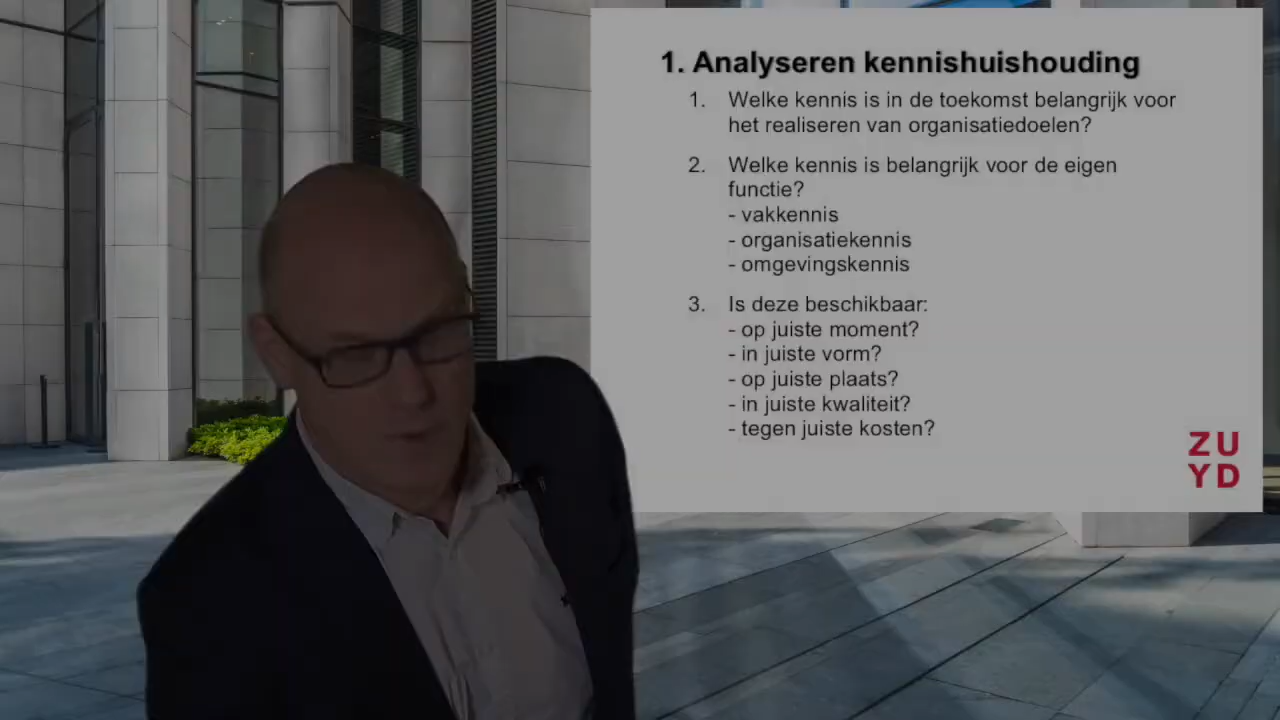 1. Analyseren kennishuishouding
1. Welke kennis is in de toekomst belangrijk voor
het realiseren van organisatiedoelen?
2. Welke kennis is belangrijk voor de eigen
functie?
- vakkennis
- organisatiekennis
- omgevingskennis
3. Is deze beschikbaar:
- op juiste moment?
- in juiste vorm?
- op juiste plaats?
- in juiste kwaliteit?
- tegen juiste kosten?
ZU
YD